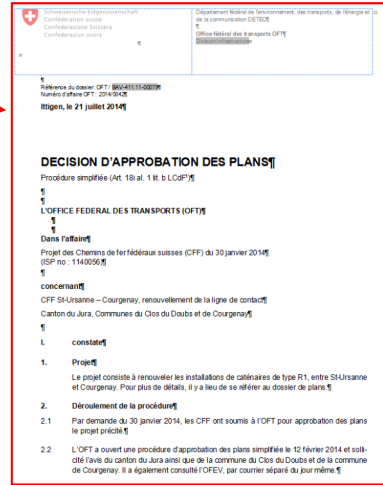 Schweizerische Eidgenossenschaft
Confédération suisse
Confederazione Svizzera
Confederaziun svizra
¶
Département fédéral de l'environnement, des transports, de l'énergie et
de la communication DETEC¶
¶
Office fédéral des transports OFT¶
Division Infrastructure¶
¶
Référence du dossier: OFT / BAV-411.11-00079¶
Numéro d'affaire OFT : 2014/0042¶
Ittigen, le 21 juillet 2014¶
DECISION D'APPROBATION DES PLANS¶
Procédure simplifiée (Art. 18i al. 1 lit. b LCdF¹)¶
¶
¶
L'OFFICE FEDERAL DES TRANSPORTS (OFT)¶
¶
¶
Dans l'affaire¶
Projet des Chemins de fer fédéraux suisses (CFF) du 30 janvier 2014¶
(ISP no : 1140056)¶
¶
concernant¶
CFF St-Ursanne – Courgenay, renouvellement de la ligne de contact¶
Canton du Jura, Communes du Clos du Doubs et de Courgenay¶
¶
I. constate¶
1. Projet¶
Le projet consiste à renouveler les installations de caténaires de type R1, entre St-Ursanne
et Courgenay. Pour plus de détails, il y a lieu de se référer au dossier de plans.¶
2. Déroulement de la procédure¶
2.1 Par demande du 30 janvier 2014, les CFF ont soumis à l'OFT pour approbation des plans
le projet précité.¶
2.2 L'OFT a ouvert une procédure d'approbation des plans simplifiée le 12 février 2014 et solli-
cité l'avis du canton du Jura ainsi que de la commune du Clos du Doubs et de la commune
de Courgenay. Il a également consulté l'OFEV, par courrier séparé du jour même.¶